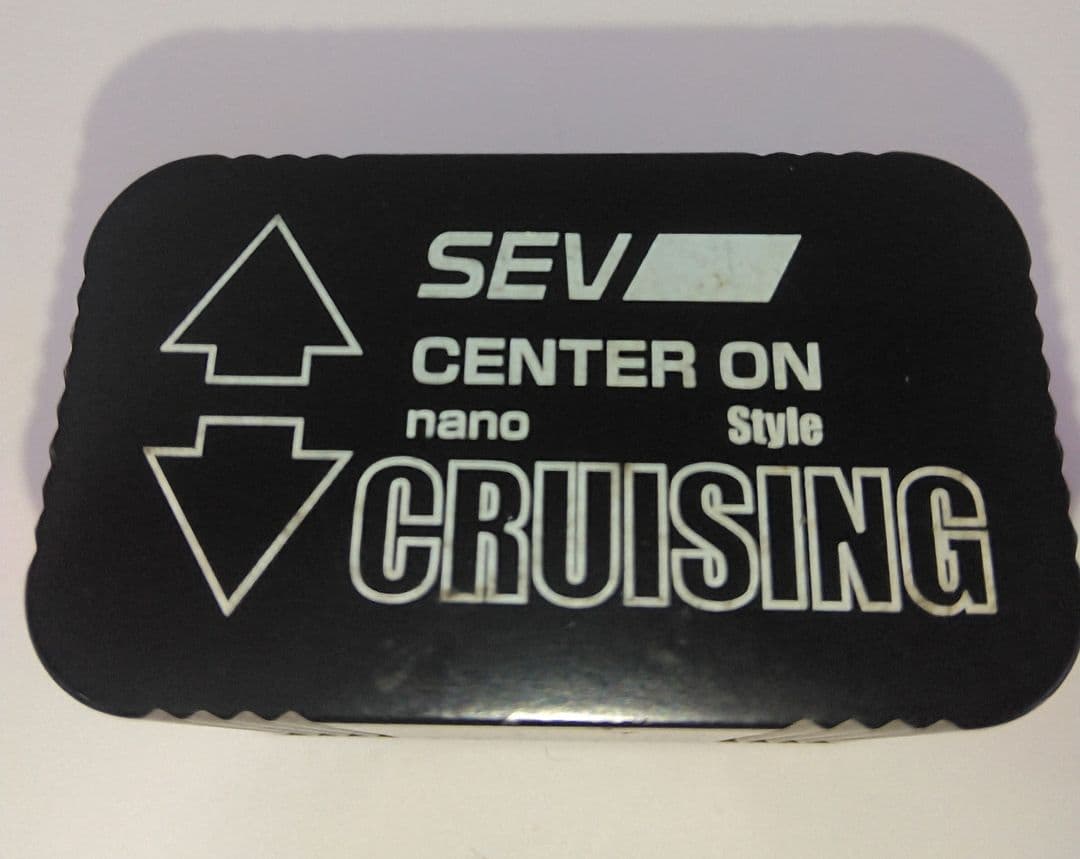 SEV
CENTER ON
nano Style
CRUISING